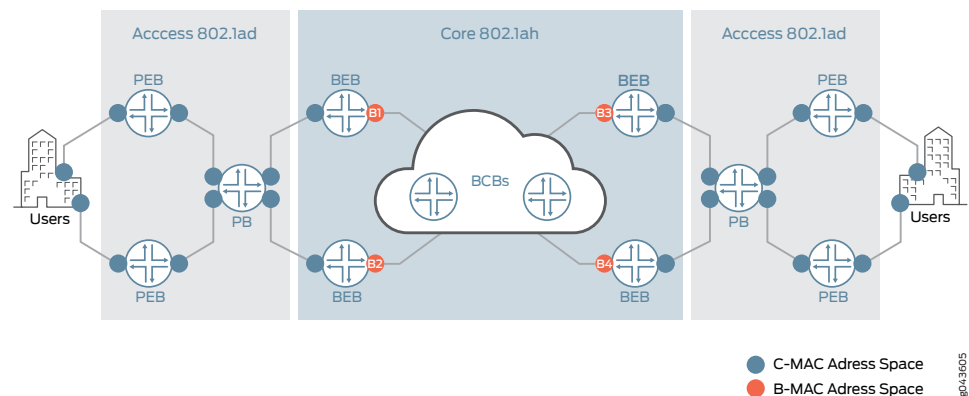 Acccess 802.1ad
Core 802.1ah
Acccess 802.1ad
PEB
BEB
BEB
PEB
B1
B3
BCBs
Users
PB
PB
Users
B2
B4
PEB
BEB
BEB
PEB
C-MAC Adress Space
B-MAC Adress Space
g043605